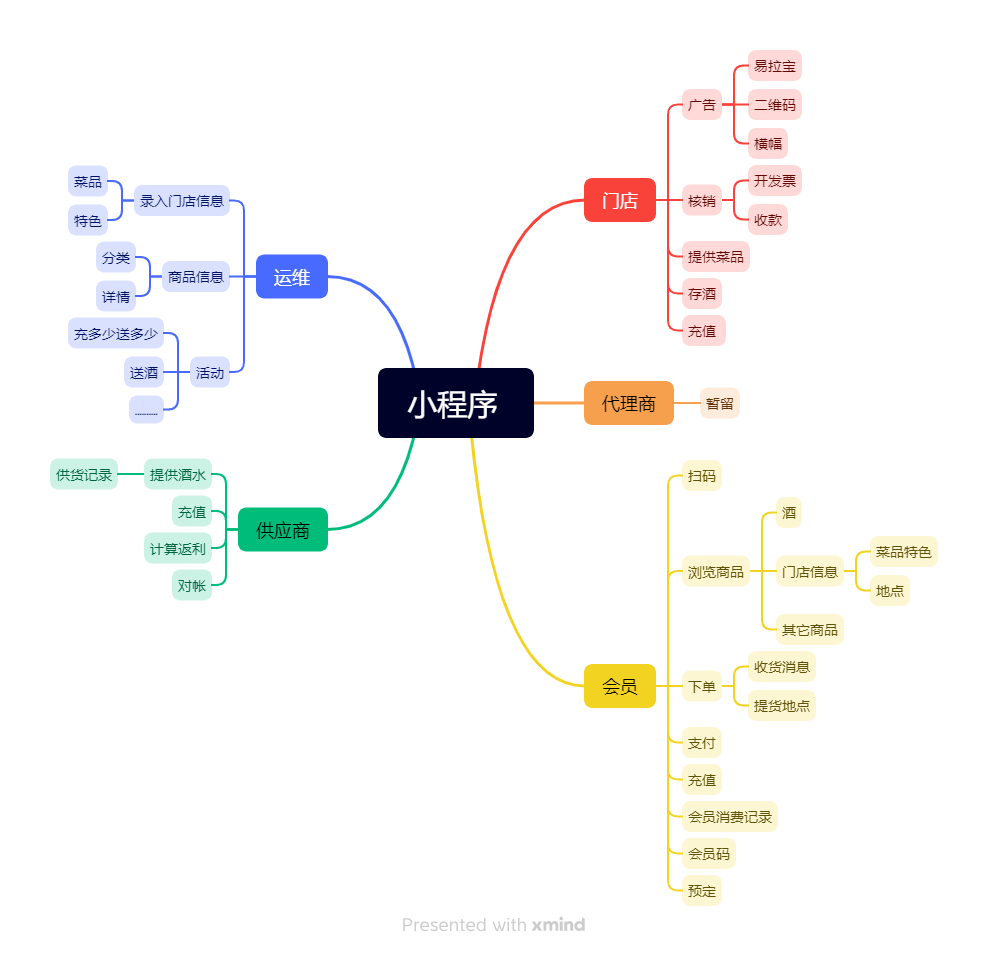 小程序
门店
广告
易拉宝
二维码
横幅
核销
开发票
收款
提供菜品
存酒
充值
代理商
暂留
会员
扫码
浏览商品
酒
门店信息
菜品特色
地点
其它商品
下单
收货消息
提货地点
支付
充值
会员消费记录
会员码
预定
供应商
提供酒水
供货记录
充值
计算返利
对帐
运维
录入门店信息
菜品
特色
商品信息
分类
详情
活动
充多少送多少
送酒
..........
Presented with xmind